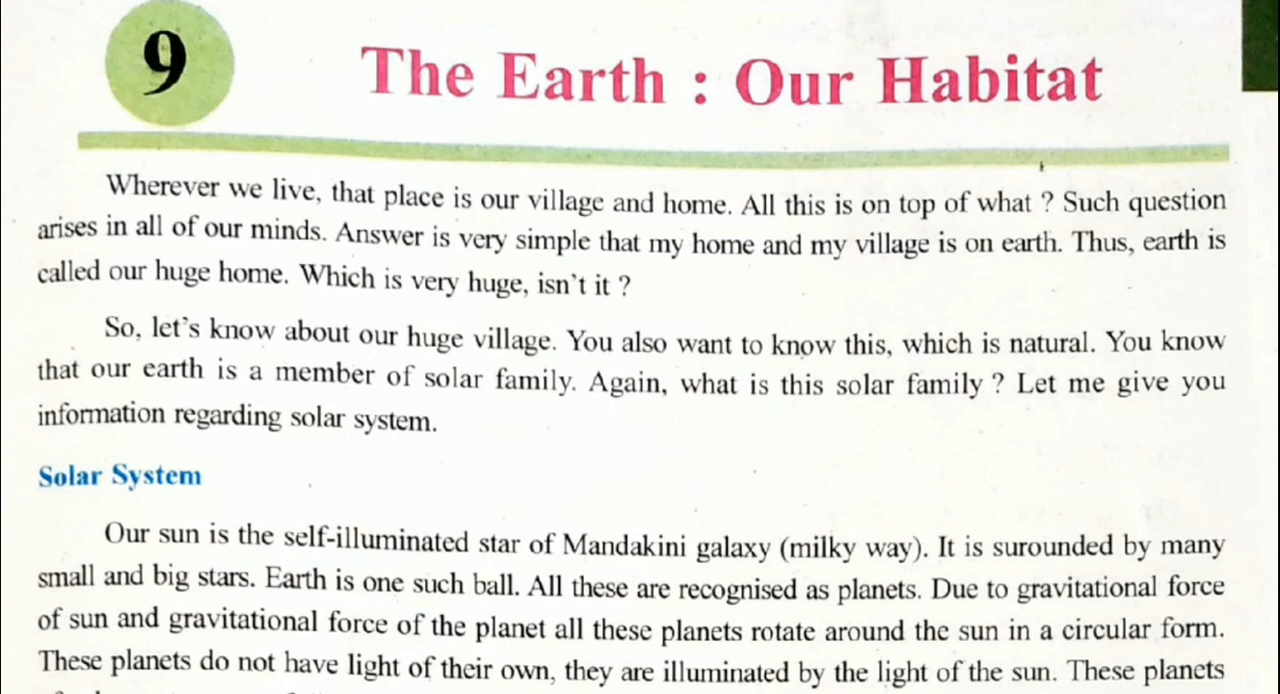 9
The Earth : Our Habitat
Wherever we live, that place is our village and home. All this is on top of what ? Such question
arises in all of our minds. Answer is very simple that my home and my village is on earth. Thus, earth is
called our huge home. Which is very huge, isn't it ?
So, let's know about our huge village. You also want to know this, which is natural. You know
that our earth is a member of solar family. Again, what is this solar family ? Let me give you
information regarding solar system.
Solar System
Our sun is the self-illuminated star of Mandakini galaxy (milky way). It is surounded by many
small and big stars. Earth is one such ball. All these are recognised as planets. Due to gravitational force
of sun and gravitational force of the planet all these planets rotate around the sun in a circular form.
These planets do not have light of their own, they are illuminated by the light of the sun. These planets